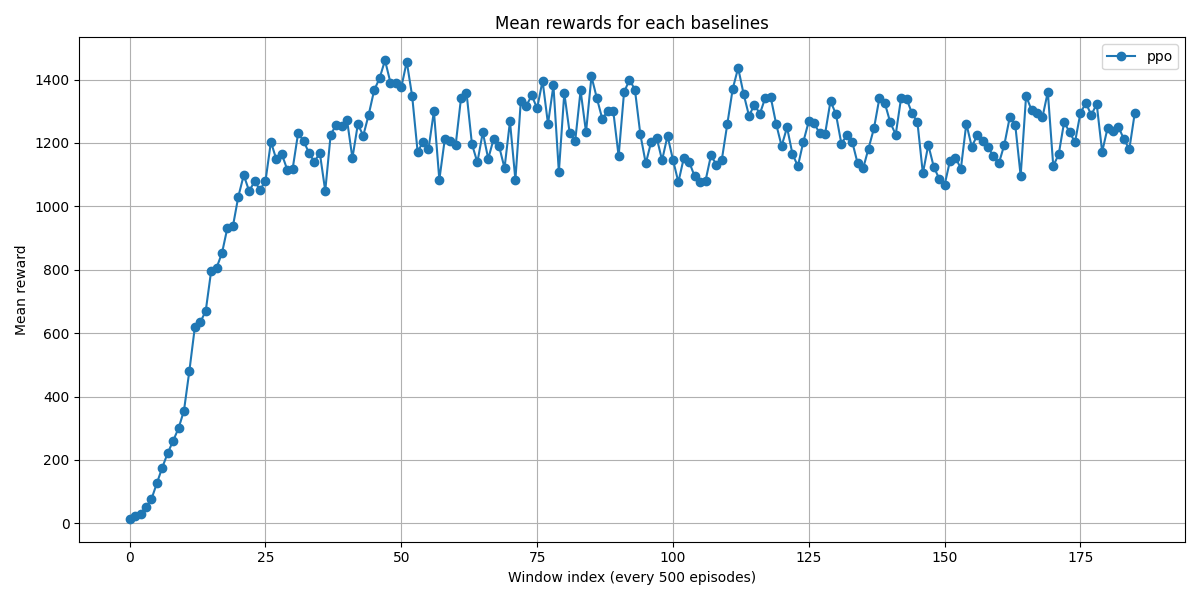 Mean rewards for each baselines
ppo
Mean reward
1400
1200
1000
800
600
400
200
0
0 25 50 75 100 125 150 175
Window index (every 500 episodes)